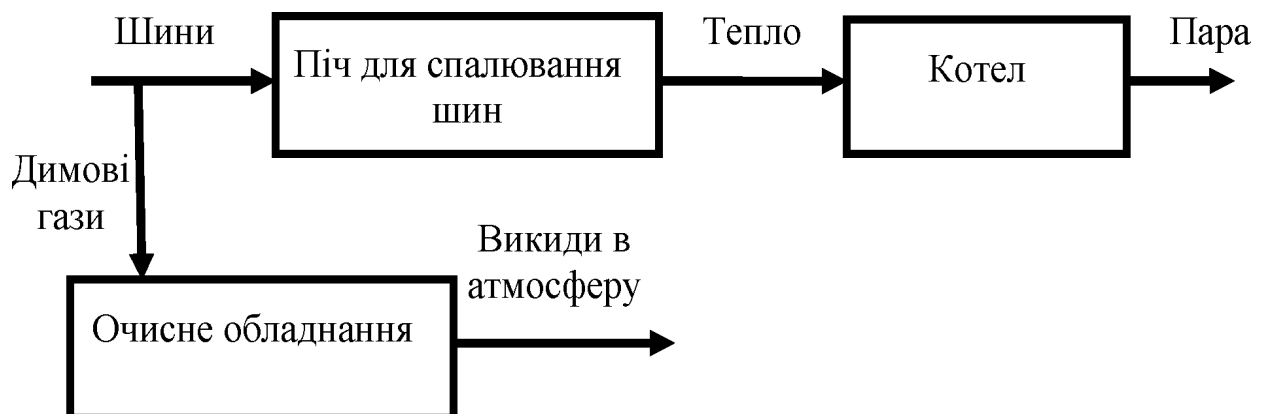 Шини
Піч для спалювання
шин
Тепло
Котел
Пара
Димові
гази
Очисне обладнання
Викиди в
атмосферу